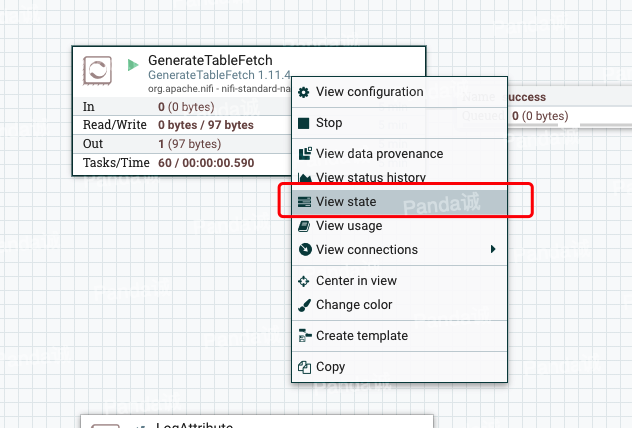 GenerateTableFetch
GenerateTableFetch 1.11.4
org.apache.nifi - nifi-standard-na
In 0 (0 bytes)
Read/Write 0 bytes / 97 bytes
Out 1 (97 bytes)
Tasks/Time 60 / 00:00:00.590
Name success
Queued 0 (0 bytes)
View configuration
Stop
View data provenance
View status history
View state
Panda诚
View usage
View connections
Center in view
Change color
Create template
Copy
LogAttribute